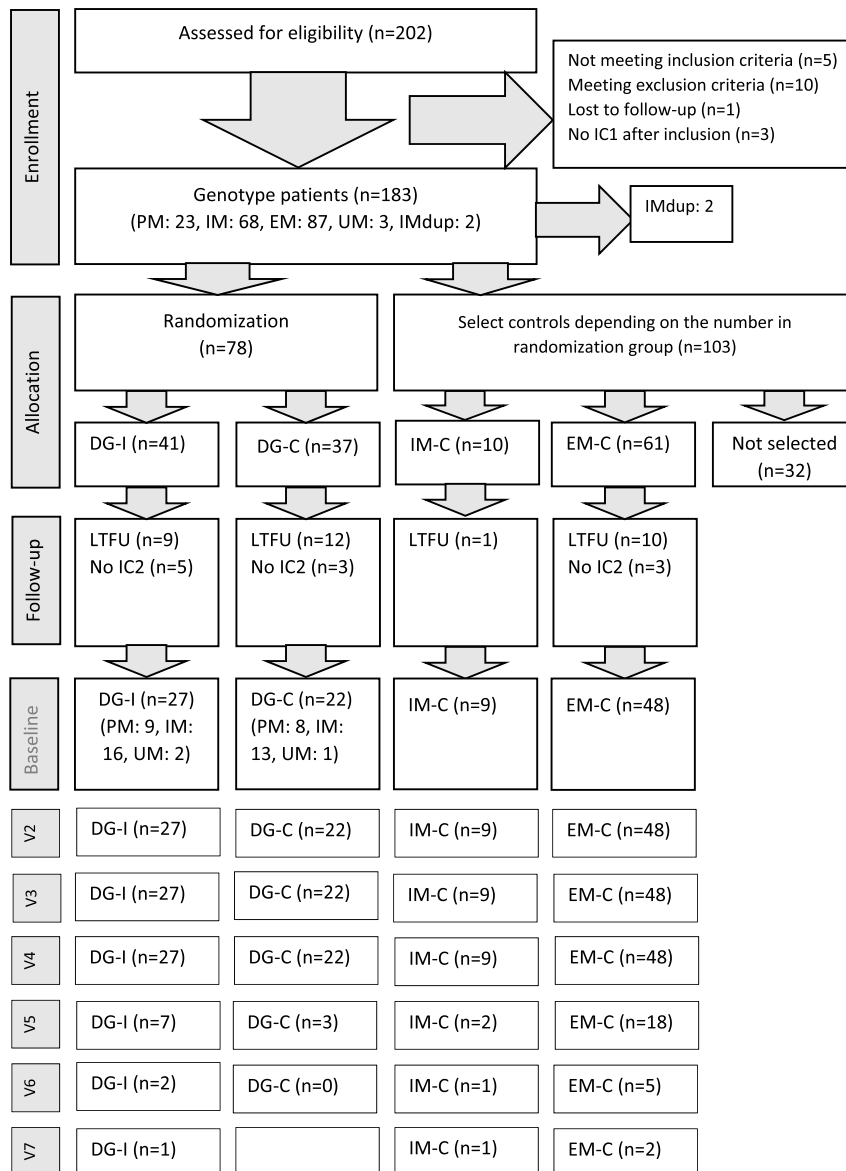 Enrollment
Assessed for eligibility (n=202)
Not meeting inclusion criteria (n=5)
Meeting exclusion criteria (n=10)
Lost to follow-up (n=1)
No IC1 after inclusion (n=3)
Genotype patients (n=183)
(PM: 23, IM: 68, EM: 87, UM: 3, IMdup: 2)
IMdup: 2
Allocation
Randomization
(n=78)
Select controls depending on the number in
randomization group (n=103)
DG-I (n=41)
DG-C (n=37)
IM-C (n=10)
EM-C (n=61)
Not selected
(n=32)
Follow-up
LTFU (n=9)
No IC2 (n=5)
LTFU (n=12)
No IC2 (n=3)
LTFU (n=1)
LTFU (n=10)
No IC2 (n=3)
Baseline
DG-I (n=27)
(PM: 9, IM:
16, UM: 2)
DG-C (n=22)
(PM: 8, IM:
13, UM: 1)
IM-C (n=9)
EM-C (n=48)
V2
DG-I (n=27)
DG-C (n=22)
IM-C (n=9)
EM-C (n=48)
V3
DG-I (n=27)
DG-C (n=22)
IM-C (n=9)
EM-C (n=48)
V4
DG-I (n=27)
DG-C (n=22)
IM-C (n=9)
EM-C (n=48)
V5
DG-I (n=7)
DG-C (n=3)
IM-C (n=2)
EM-C (n=18)
V6
DG-I (n=2)
DG-C (n=0)
IM-C (n=1)
EM-C (n=5)
V7
DG-I (n=1)
IM-C (n=1)
EM-C (n=2)